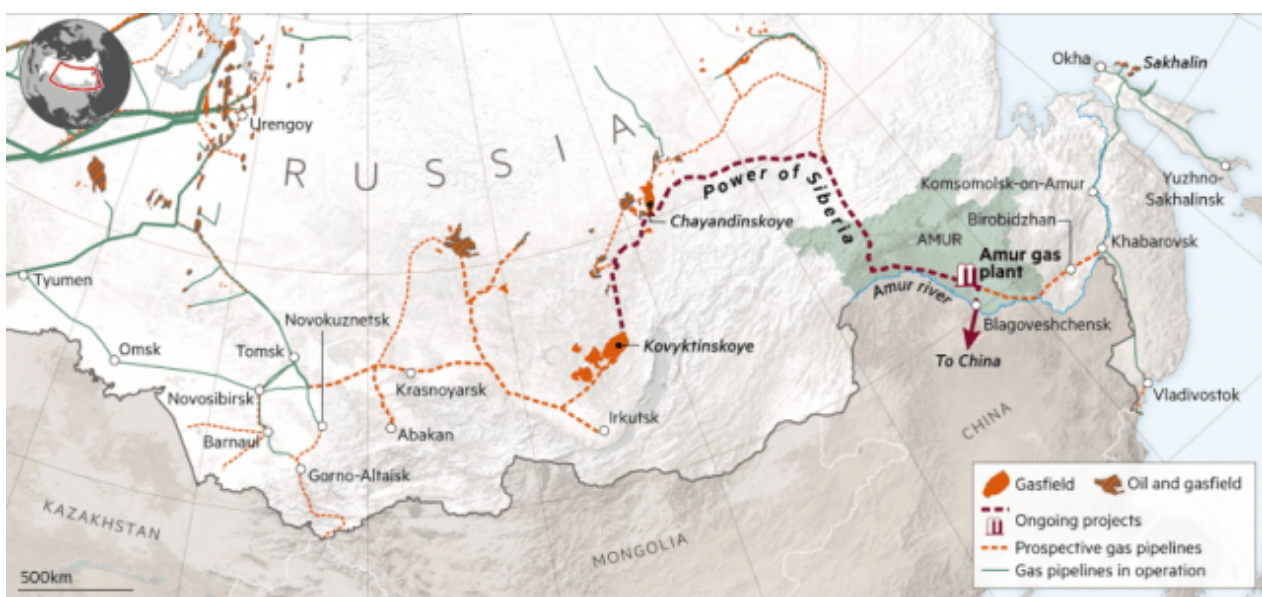 Okha
Sakhalin
Urengoy
RUSSIA
Power of Siberia
Komsomolsk-on-Amur
Yuzhno-
Sakhalinsk
Chayandinskoye
Birobidzhan
AMUR
Amur gas
plant
Khabarovsk
Tyumen
Amur river
Novokuznetsk
Blagoveshchensk
Omsk
Tomsk
Kovyktinskoye
To China
Krasnoyarsk
Novosibirsk
Vladivostok
Irkutsk
Barnaul
Abakan
CHINA
Gorno-Altaisk
Gasfield
Oil and gasfield
KAZAKHSTAN
Ongoing projects
MONGOLIA
Prospective gas pipelines
500km
Gas pipelines in operation